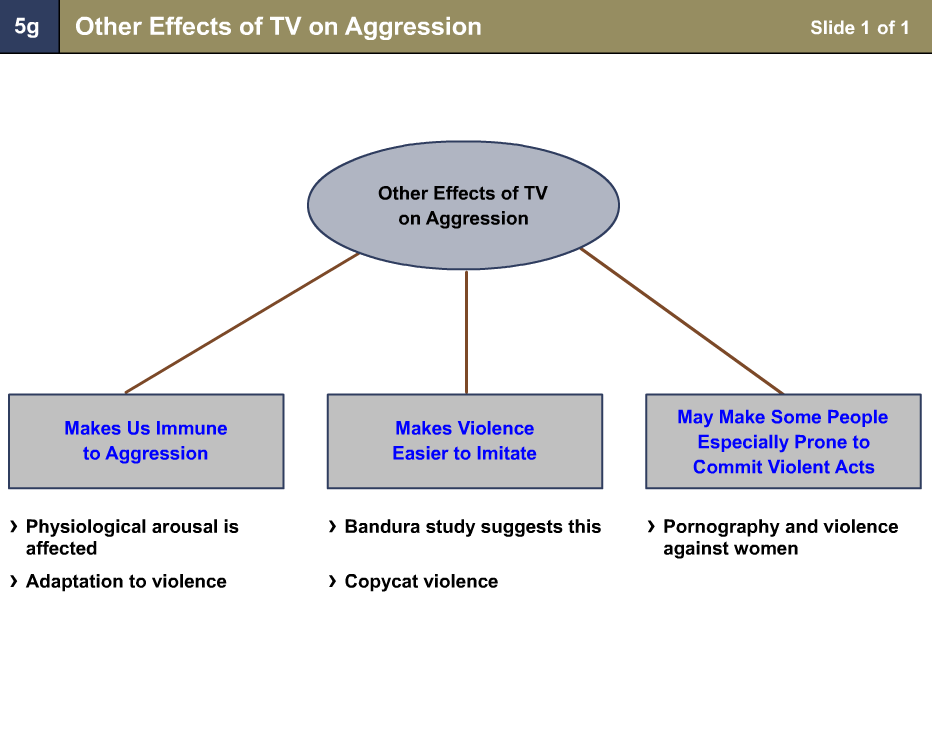 5g
Other Effects of TV on Aggression
Slide 1 of 1
Other Effects of TV
on Aggression
Makes Us Immune
to Aggression
❯ Physiological arousal is
affected
❯ Adaptation to violence
Makes Violence
Easier to Imitate
❯ Bandura study suggests this
❯ Copycat violence
May Make Some People
Especially Prone to
Commit Violent Acts
❯ Pornography and violence
against women